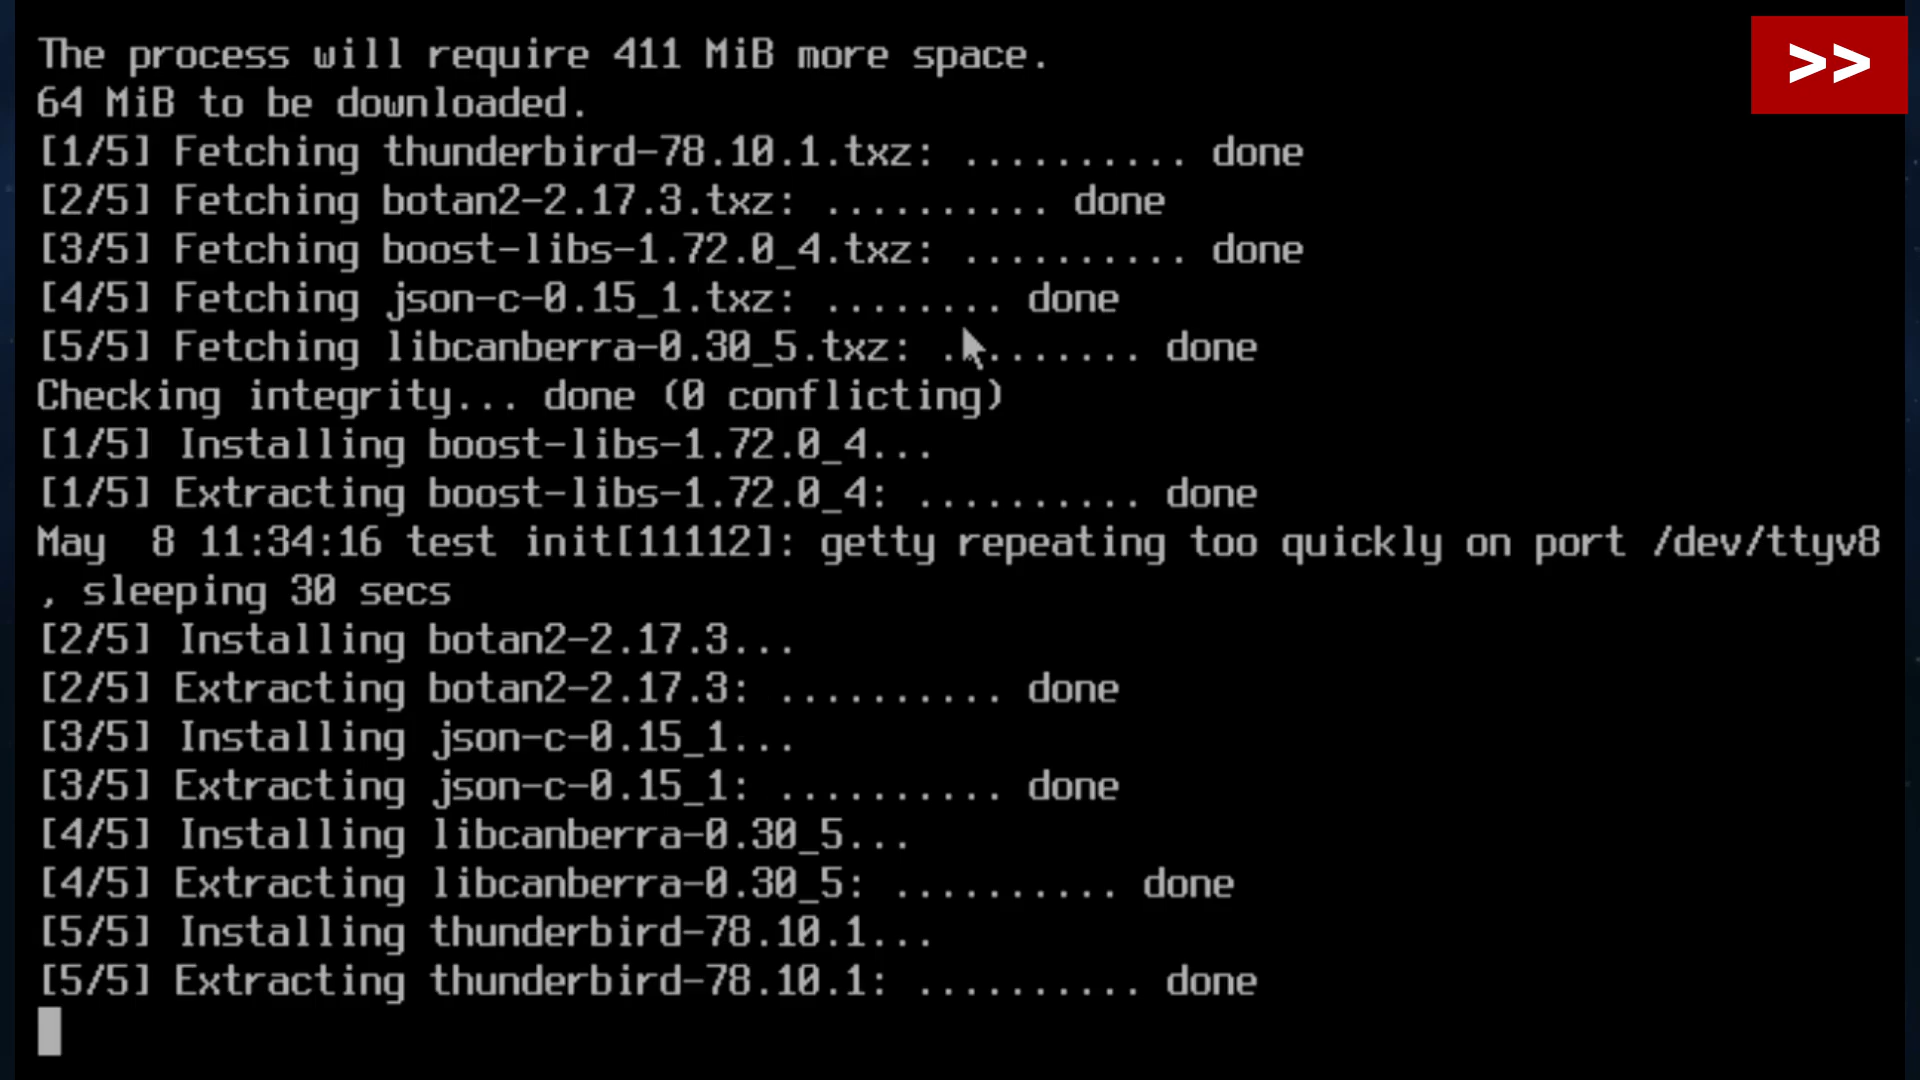 The process will require 411 MiB more space.
64 MiB to be downloaded.
[1/5] Fetching thunderbird-78.10.1.txz: .......... done
[2/5] Fetching botan2-2.17.3.txz: .......... done
[3/5] Fetching boost-libs-1.72.0_4.txz: .......... done
[4/5] Fetching json-c-0.15_1.txz: ........ done
[5/5] Fetching libcanberra-0.30_5.txz: ......... done
Checking integrity... done (0 conflicting)
[1/5] Installing boost-libs-1.72.0_4...
[1/5] Extracting boost-libs-1.72.0_4: .......... done
May  8 11:34:16 test init[11112]: getty repeating too quickly on port /dev/ttyv8
, sleeping 30 secs
[2/5] Installing botan2-2.17.3...
[2/5] Extracting botan2-2.17.3: .......... done
[3/5] Installing json-c-0.15_1...
[3/5] Extracting json-c-0.15_1: .......... done
[4/5] Installing libcanberra-0.30_5...
[4/5] Extracting libcanberra-0.30_5: .......... done
[5/5] Installing thunderbird-78.10.1...
[5/5] Extracting thunderbird-78.10.1: .......... done
>>